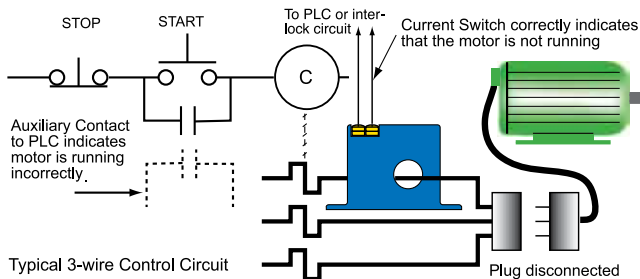 STOP
START
To PLC or inter-
lock circuit
Current Switch correctly indicates
that the motor is not running
C
Auxiliary Contact
to PLC indicates
motor is running
incorrectly.
Typical 3-wire Control Circuit
Plug disconnected